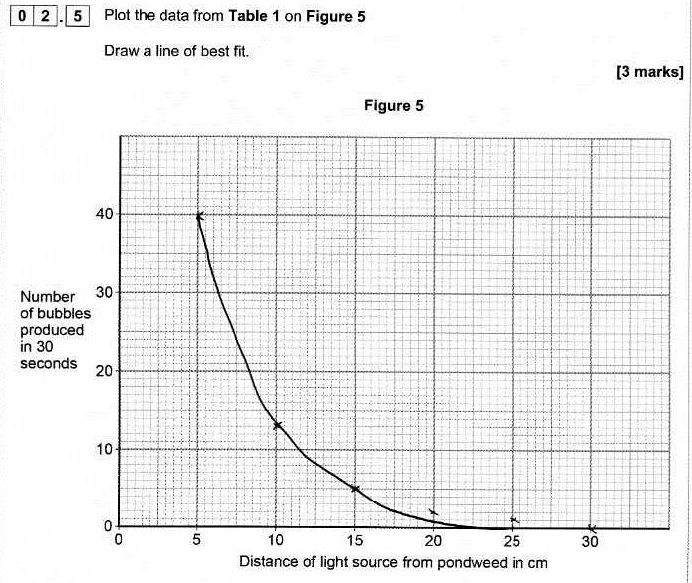 0 2 . 5 Plot the data from Table 1 on Figure 5
Draw a line of best fit.
[3 marks]
Figure 5
40
30
20
10
0
Number
of bubbles
produced
in 30
seconds
0 5 10 15 20 25 30
Distance of light source from pondweed in cm